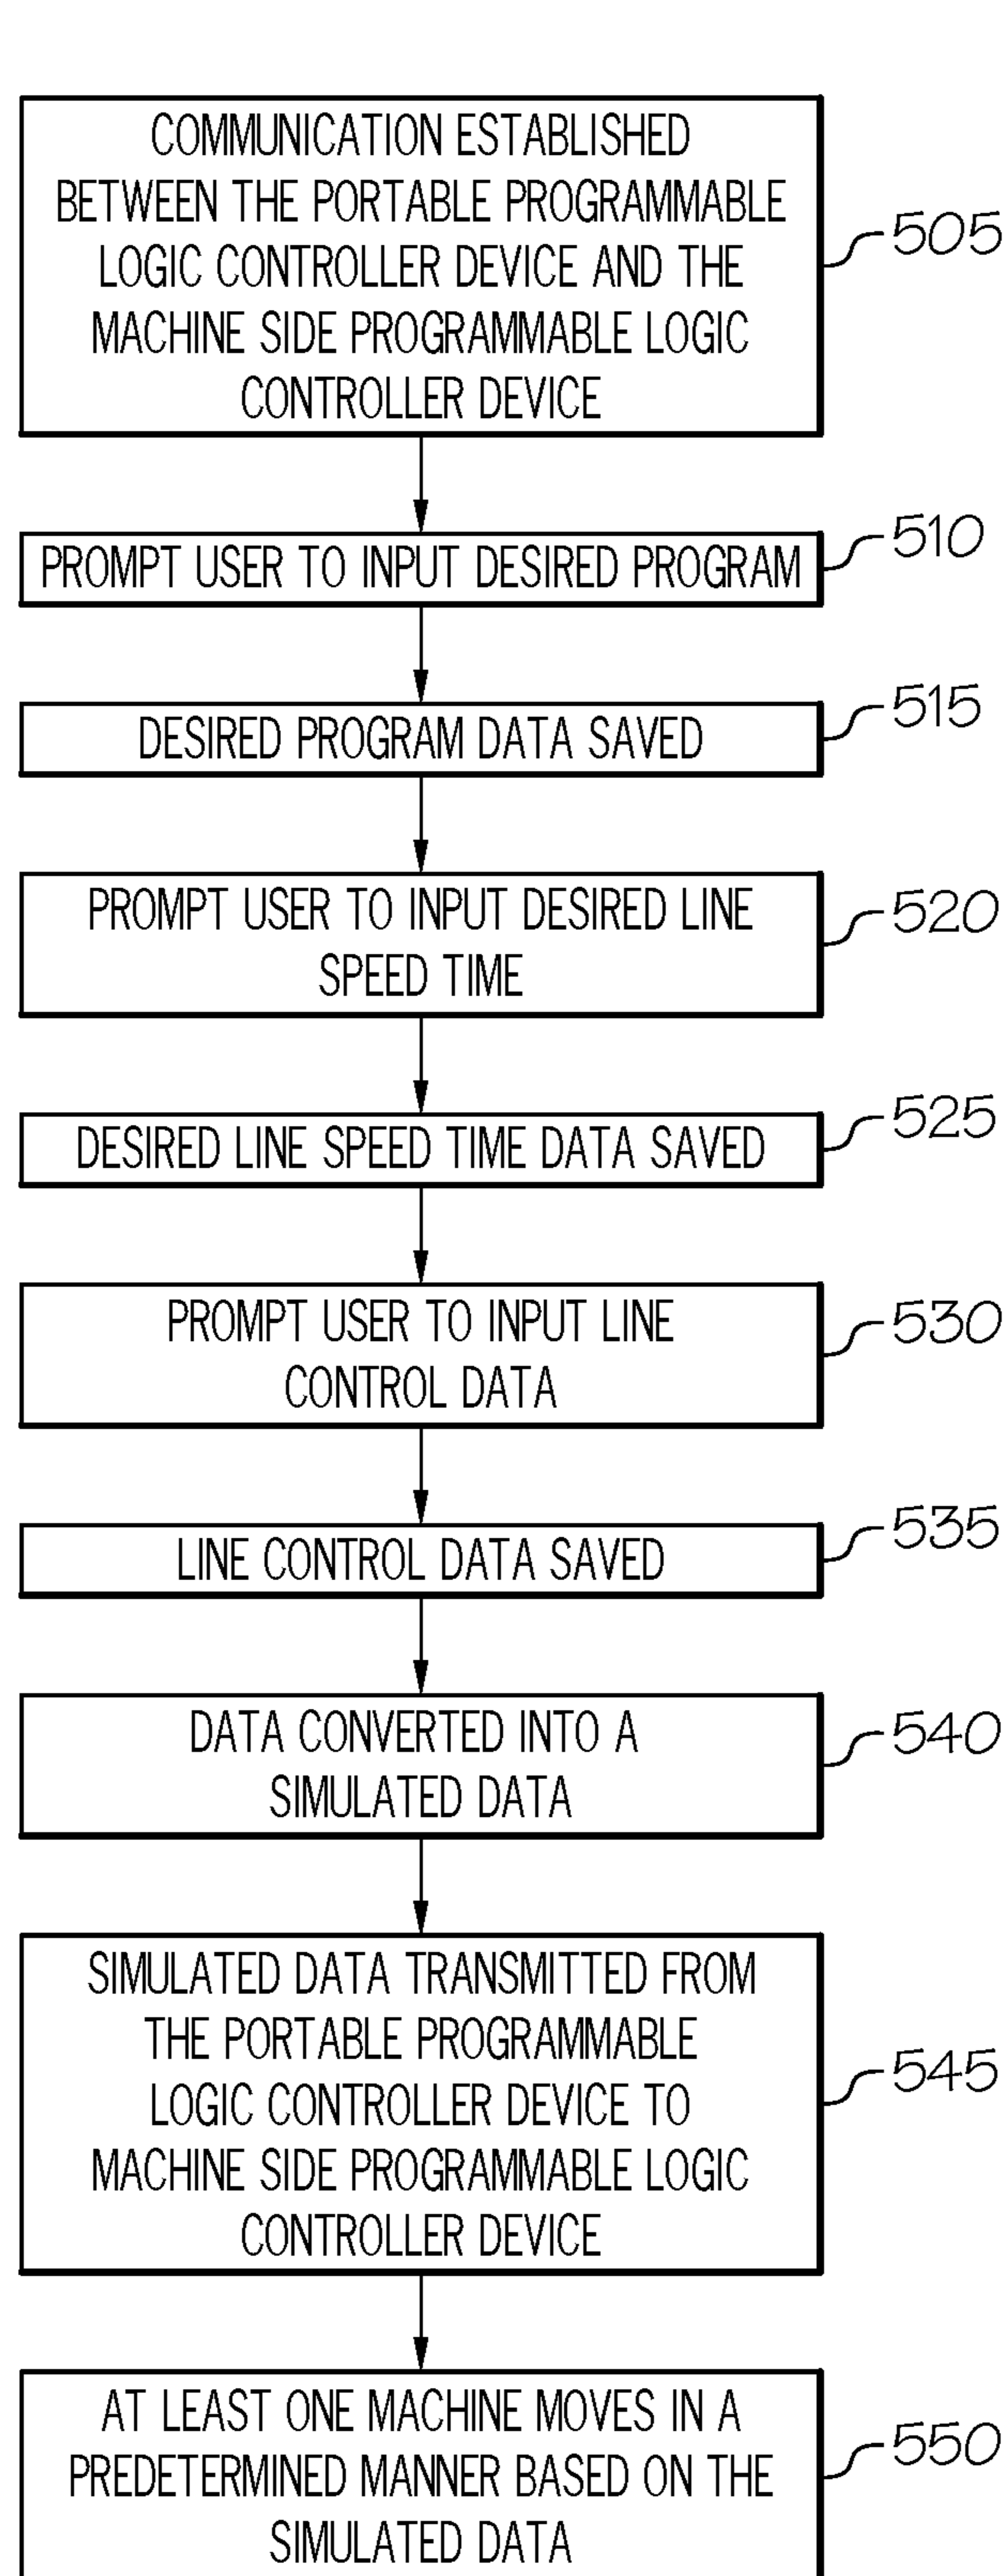 COMMUNICATION ESTABLISHED
BETWEEN THE PORTABLE PROGRAMMABLE
LOGIC CONTROLLER DEVICE AND THE
MACHINE SIDE PROGRAMMABLE LOGIC
CONTROLLER DEVICE
505
PROMPT USER TO INPUT DESIRED PROGRAM
510
DESIRED PROGRAM DATA SAVED
515
PROMPT USER TO INPUT DESIRED LINE
SPEED TIME
520
DESIRED LINE SPEED TIME DATA SAVED
525
PROMPT USER TO INPUT LINE
CONTROL DATA
530
LINE CONTROL DATA SAVED
535
DATA CONVERTED INTO A
SIMULATED DATA
540
SIMULATED DATA TRANSMITTED FROM
THE PORTABLE PROGRAMMABLE
LOGIC CONTROLLER DEVICE TO
MACHINE SIDE PROGRAMMABLE LOGIC
CONTROLLER DEVICE
545
AT LEAST ONE MACHINE MOVES IN A
PREDETERMINED MANNER BASED ON THE
SIMULATED DATA
550